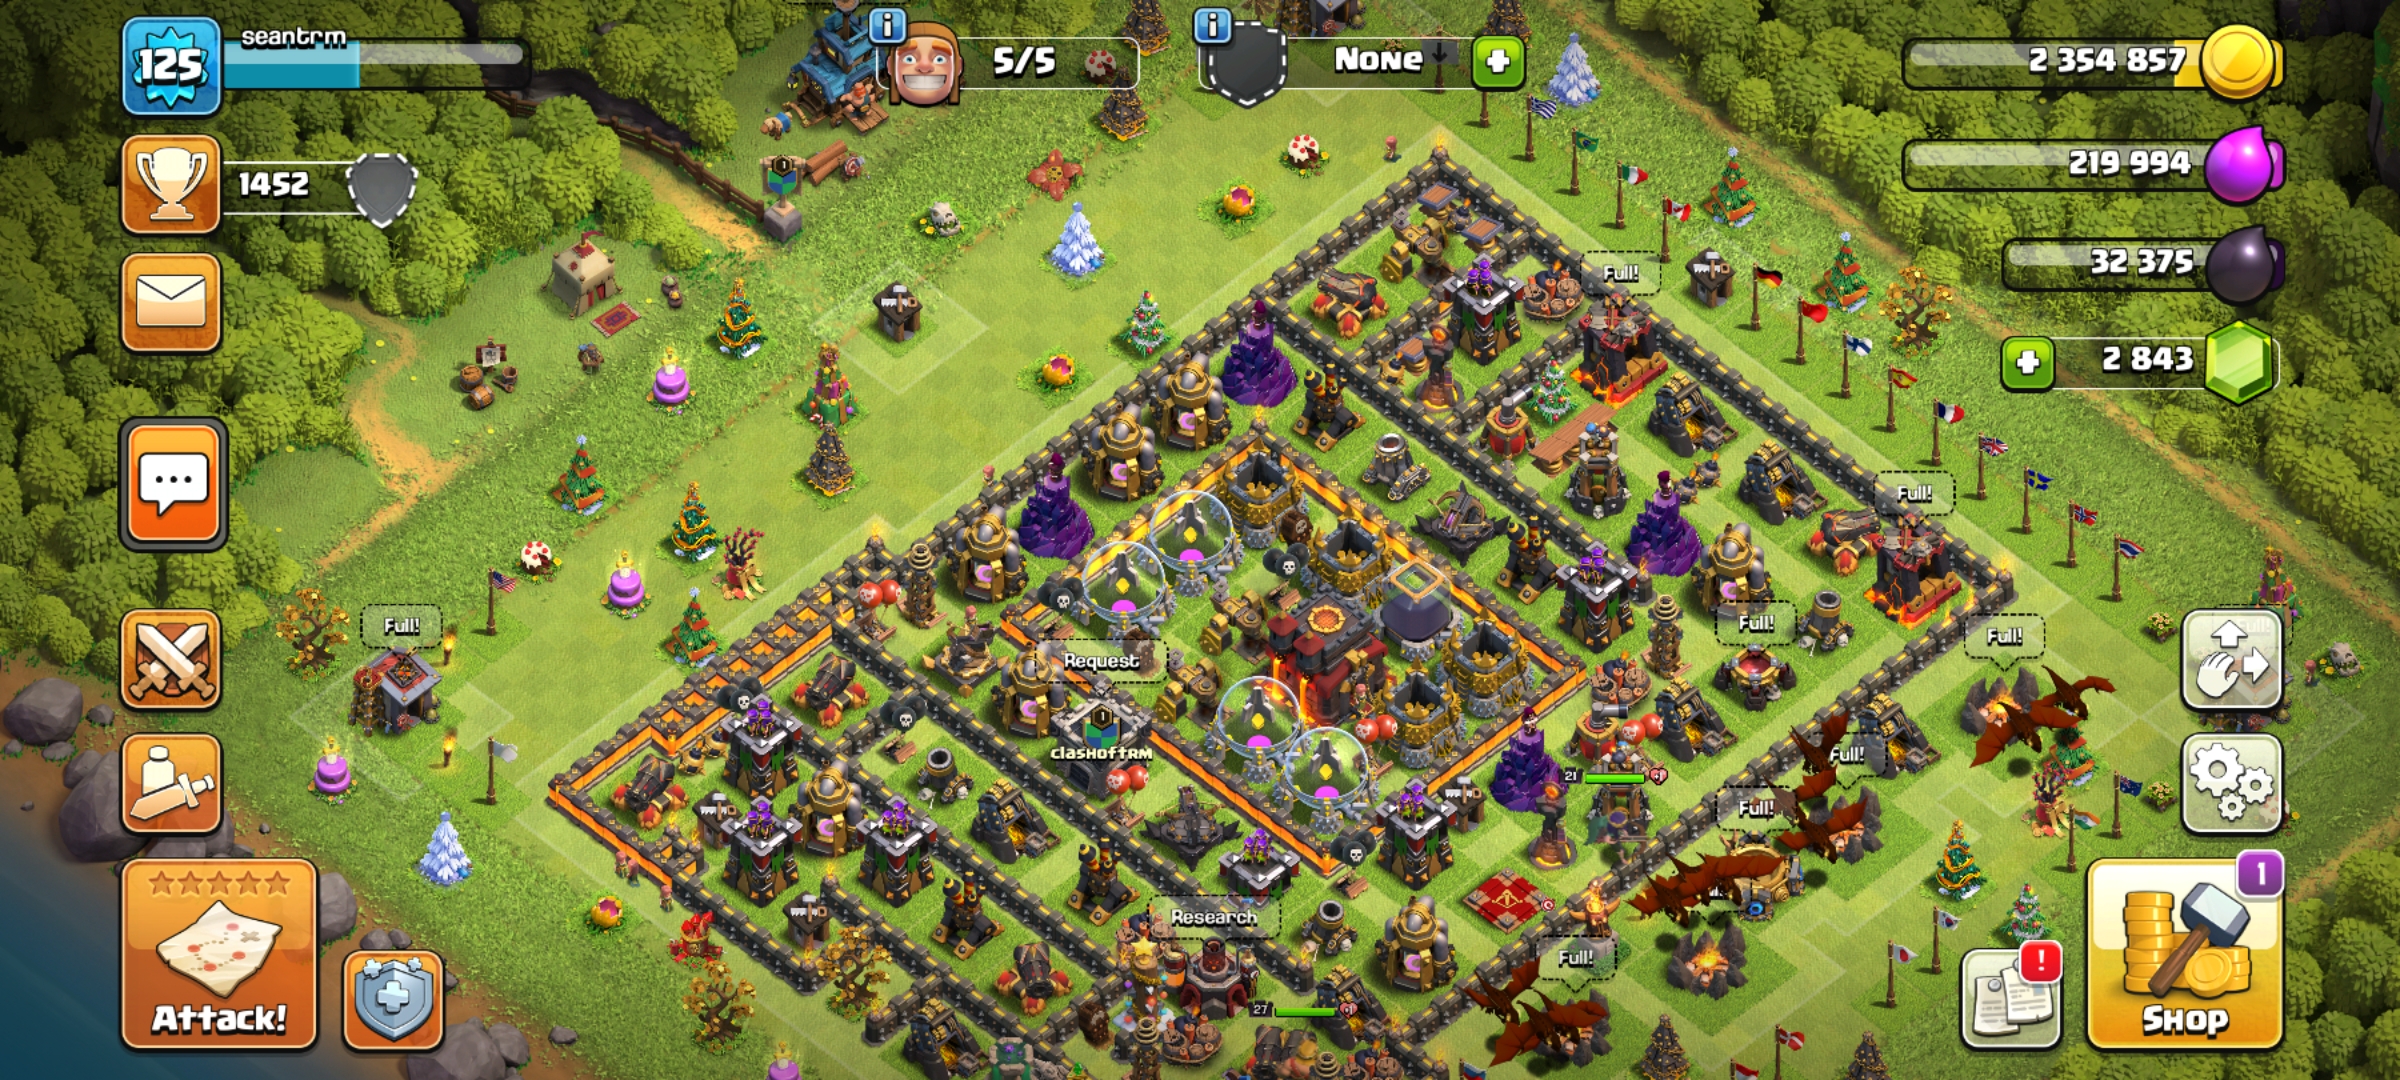 125
seantrm
5/5
None
2 354 857
1452
219 994
32 375
2 843
Full!
Full!
Full!
Full!
Full!
Request
clashoftrm
Full!
21
Full!
Research
Full!
27
Attack!
1
!
Shop